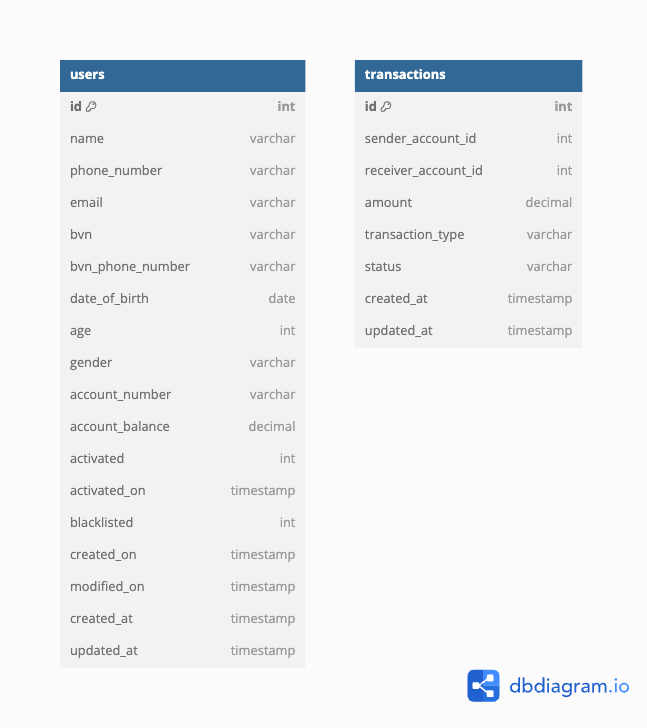 users
id int
name varchar
phone_number varchar
email varchar
bvn varchar
bvn_phone_number varchar
date_of_birth date
age int
gender varchar
account_number varchar
account_balance decimal
activated int
activated_on timestamp
blacklisted int
created_on timestamp
modified_on timestamp
created_at timestamp
updated_at timestamp
transactions
id int
sender_account_id int
receiver_account_id int
amount decimal
transaction_type varchar
status varchar
created_at timestamp
updated_at timestamp
dbdiagram.io